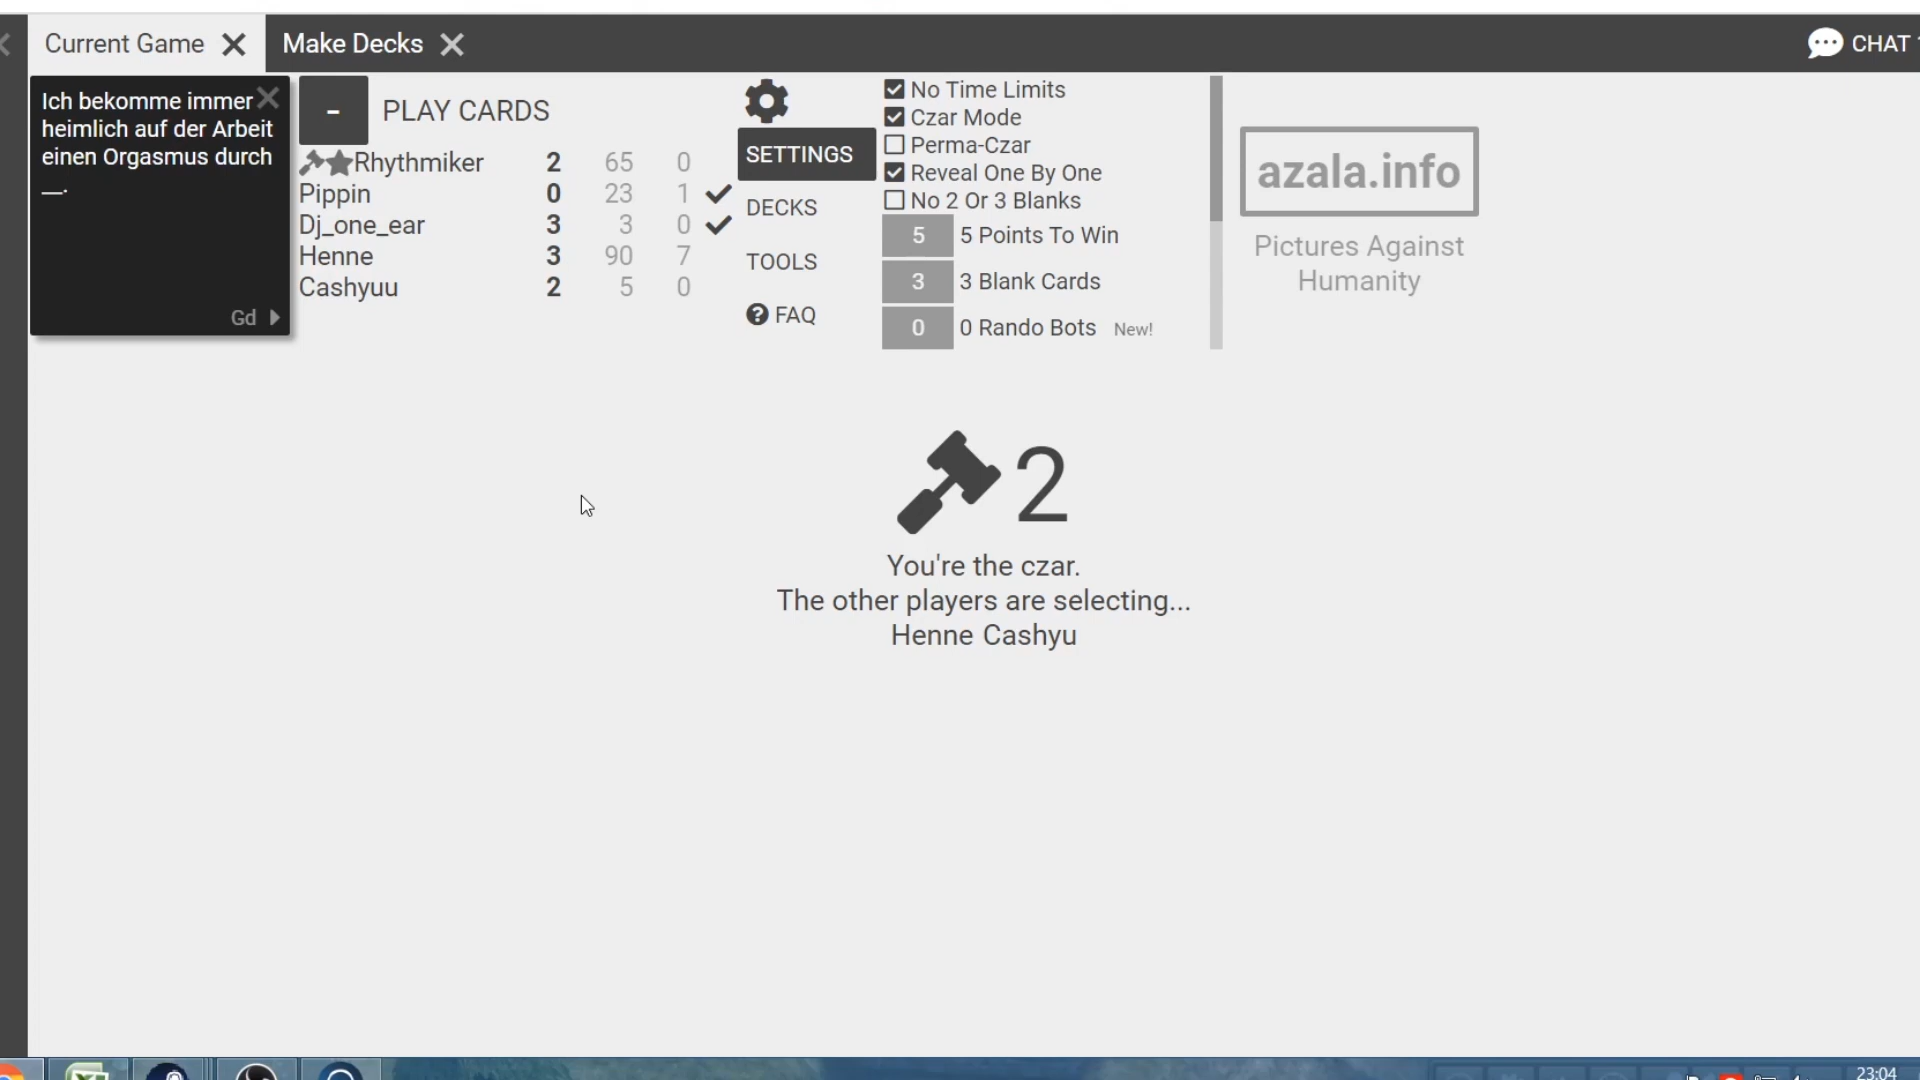 Current Game
Make Decks
CHAT
Ich bekomme immer
heimlich auf der Arbeit
einen Orgasmus durch
__.
Gd
-
PLAY CARDS
Rhythmiker 2 65 0
Pippin 0 23 1
Dj_one_ear 3 3 0
Henne 3 90 7
Cashyuu 2 5 0
SETTINGS
DECKS
TOOLS
? FAQ
No Time Limits
Czar Mode
Perma-Czar
Reveal One By One
No 2 Or 3 Blanks
5 5 Points To Win
3 3 Blank Cards
0 0 Rando Bots New!
azala.info
Pictures Against
Humanity
2
You're the czar.
The other players are selecting...
Henne Cashyu
23:04